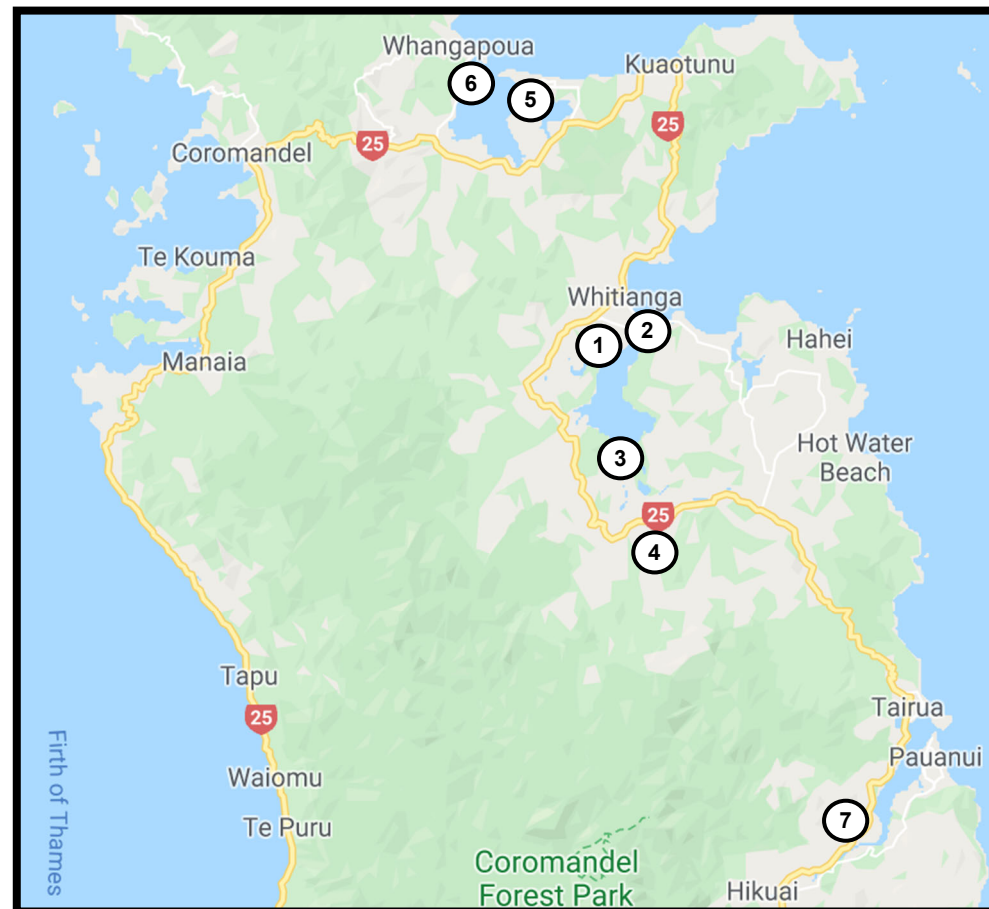 Whangapoua
Kuaotunu
6
5
25
25
Coromandel
Te Kouma
Whitianga
2
1
Hahei
Manaia
Hot Water
Beach
3
25
4
Tapu
25
Tairua
Pauanui
Firth of Thames
Waiomu
7
Te Puru
Coromandel
Forest Park
Hikuai